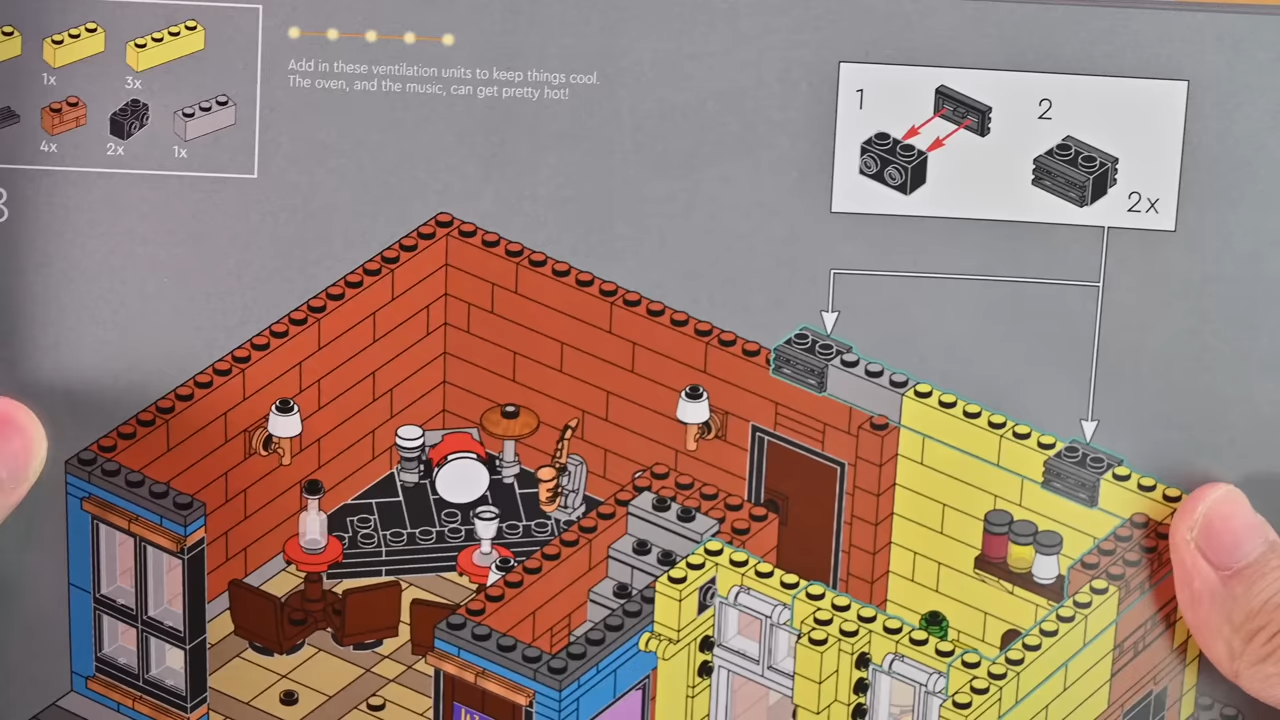 1x
3x
4x
2x
1x
Add in these ventilation units to keep things cool.
The oven, and the music, can get pretty hot!
1
2
2x